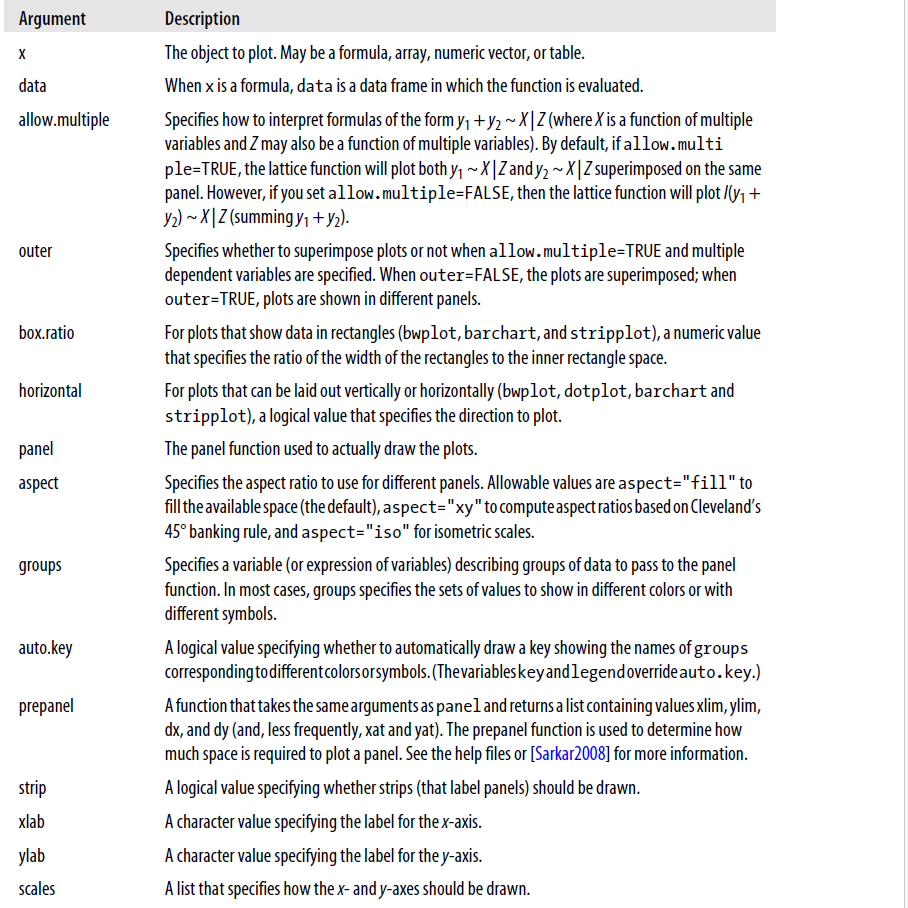 Argument Description
x The object to plot. May be a formula, array, numeric vector, or table.
data When x is a formula, data is a data frame in which the function is evaluated.
allow.multiple Specifies how to interpret formulas of the form y1 + y2 ~ X | Z (where X is a function of multiple
variables and Z may also be a function of multiple variables). By default, if allow.multi
ple=TRUE, the lattice function will plot both y1 ~ X | Z and y2 ~ X | Z superimposed on the same
panel. However, if you set allow.multiple=FALSE, then the lattice function will plot I(y1 +
y2) ~ X | Z (summing y1 + y2).
outer Specifies whether to superimpose plots or not when allow.multiple=TRUE and multiple
dependent variables are specified. When outer=FALSE, the plots are superimposed; when
outer=TRUE, plots are shown in different panels.
box.ratio For plots that show data in rectangles (bwplot, barchart, and stripplot), a numeric value
that specifies the ratio of the width of the rectangles to the inner rectangle space.
horizontal For plots that can be laid out vertically or horizontally (bwplot, dotplot, barchart and
stripplot), a logical value that specifies the direction to plot.
panel The panel function used to actually draw the plots.
aspect Specifies the aspect ratio to use for different panels. Allowable values are aspect="fill" to
fill the available space (the default), aspect="xy" to compute aspect ratios based on Cleveland's
45° banking rule, and aspect="iso" for isometric scales.
groups Specifies a variable (or expression of variables) describing groups of data to pass to the panel
function. In most cases, groups specifies the sets of values to show in different colors or with
different symbols.
auto.key A logical value specifying whether to automatically draw a key showing the names of groups
corresponding to different colors or symbols. (The variables key and legend override auto.key.)
prepanel A function that takes the same arguments as panel and returns a list containing values xlim, ylim,
dx, and dy (and, less frequently, xat and yat). The prepanel function is used to determine how
much space is required to plot a panel. See the help files or [Sarkar2008] for more information.
strip A logical value specifying whether strips (that label panels) should be drawn.
xlab A character value specifying the label for the x-axis.
ylab A character value specifying the label for the y-axis.
scales A list that specifies how the x- and y-axes should be drawn.